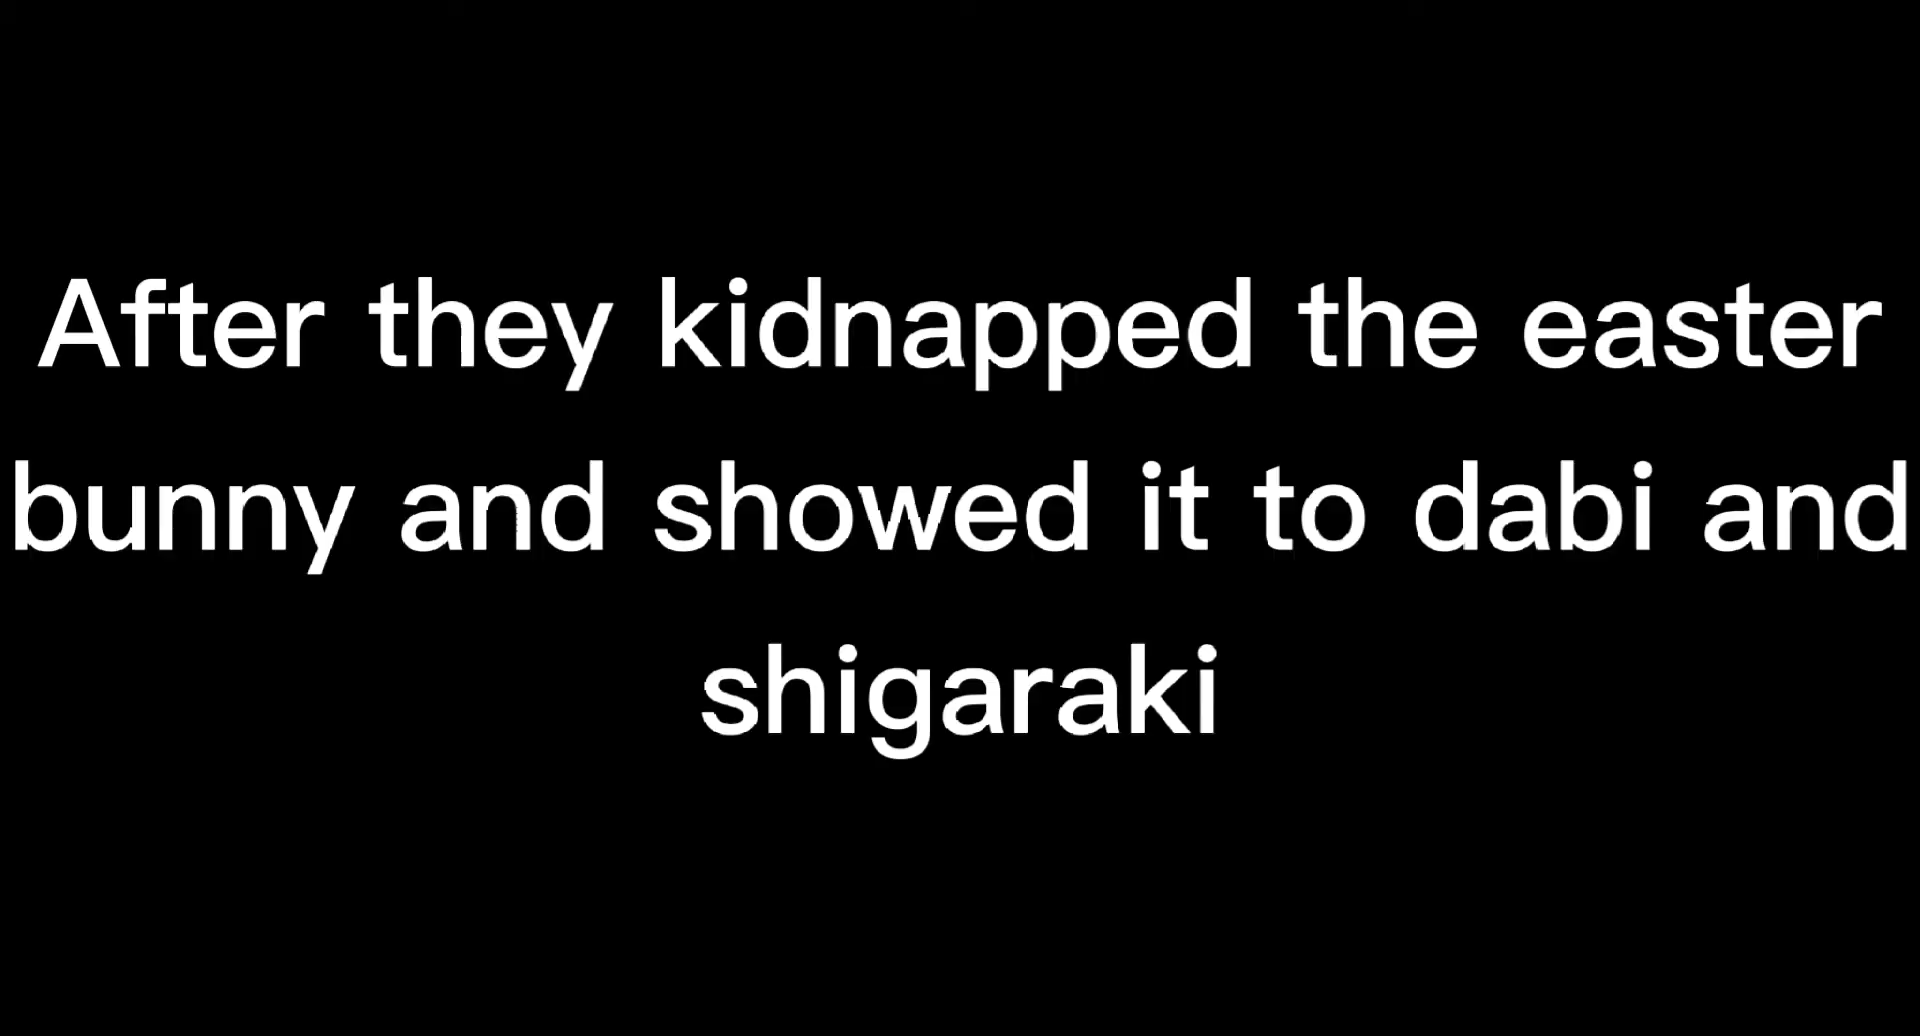 After they kidnapped the easter
bunny and showed it to dabi and
shigaraki